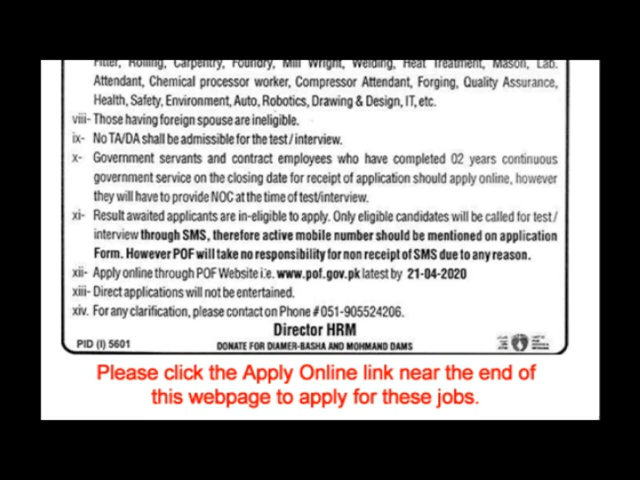 Fitter, Rolling, Carpentry, Foundry, Mill Wright, Welding, Heat Treatment, Mason, Lab.
Attendant, Chemical processor worker, Compressor Attendant, Forging, Quality Assurance,
Health, Safety, Environment, Auto, Robotics, Drawing & Design, IT, etc.
viii- Those having foreign spouse are ineligible.
ix- No TA/DA shall be admissible for the test / interview.
x- Government servants and contract employees who have completed 02 years continuous
government service on the closing date for receipt of application should apply online, however
they will have to provide NOC at the time of test/interview.
xi- Result awaited applicants are in-eligible to apply. Only eligible candidates will be called for test /
interview through SMS, therefore active mobile number should be mentioned on application
Form. However POF will take no responsibility for non receipt of SMS due to any reason.
xii- Apply online through POF Website i.e. www.pof.gov.pk latest by 21-04-2020
xiii- Direct applications will not be entertained.
xiv. For any clarification, please contact on Phone # 051-905524206.
Director HRM
PID (I) 5601 DONATE FOR DIAMER-BASHA AND MOHMAND DAMS
Please click the Apply Online link near the end of
this webpage to apply for these jobs.